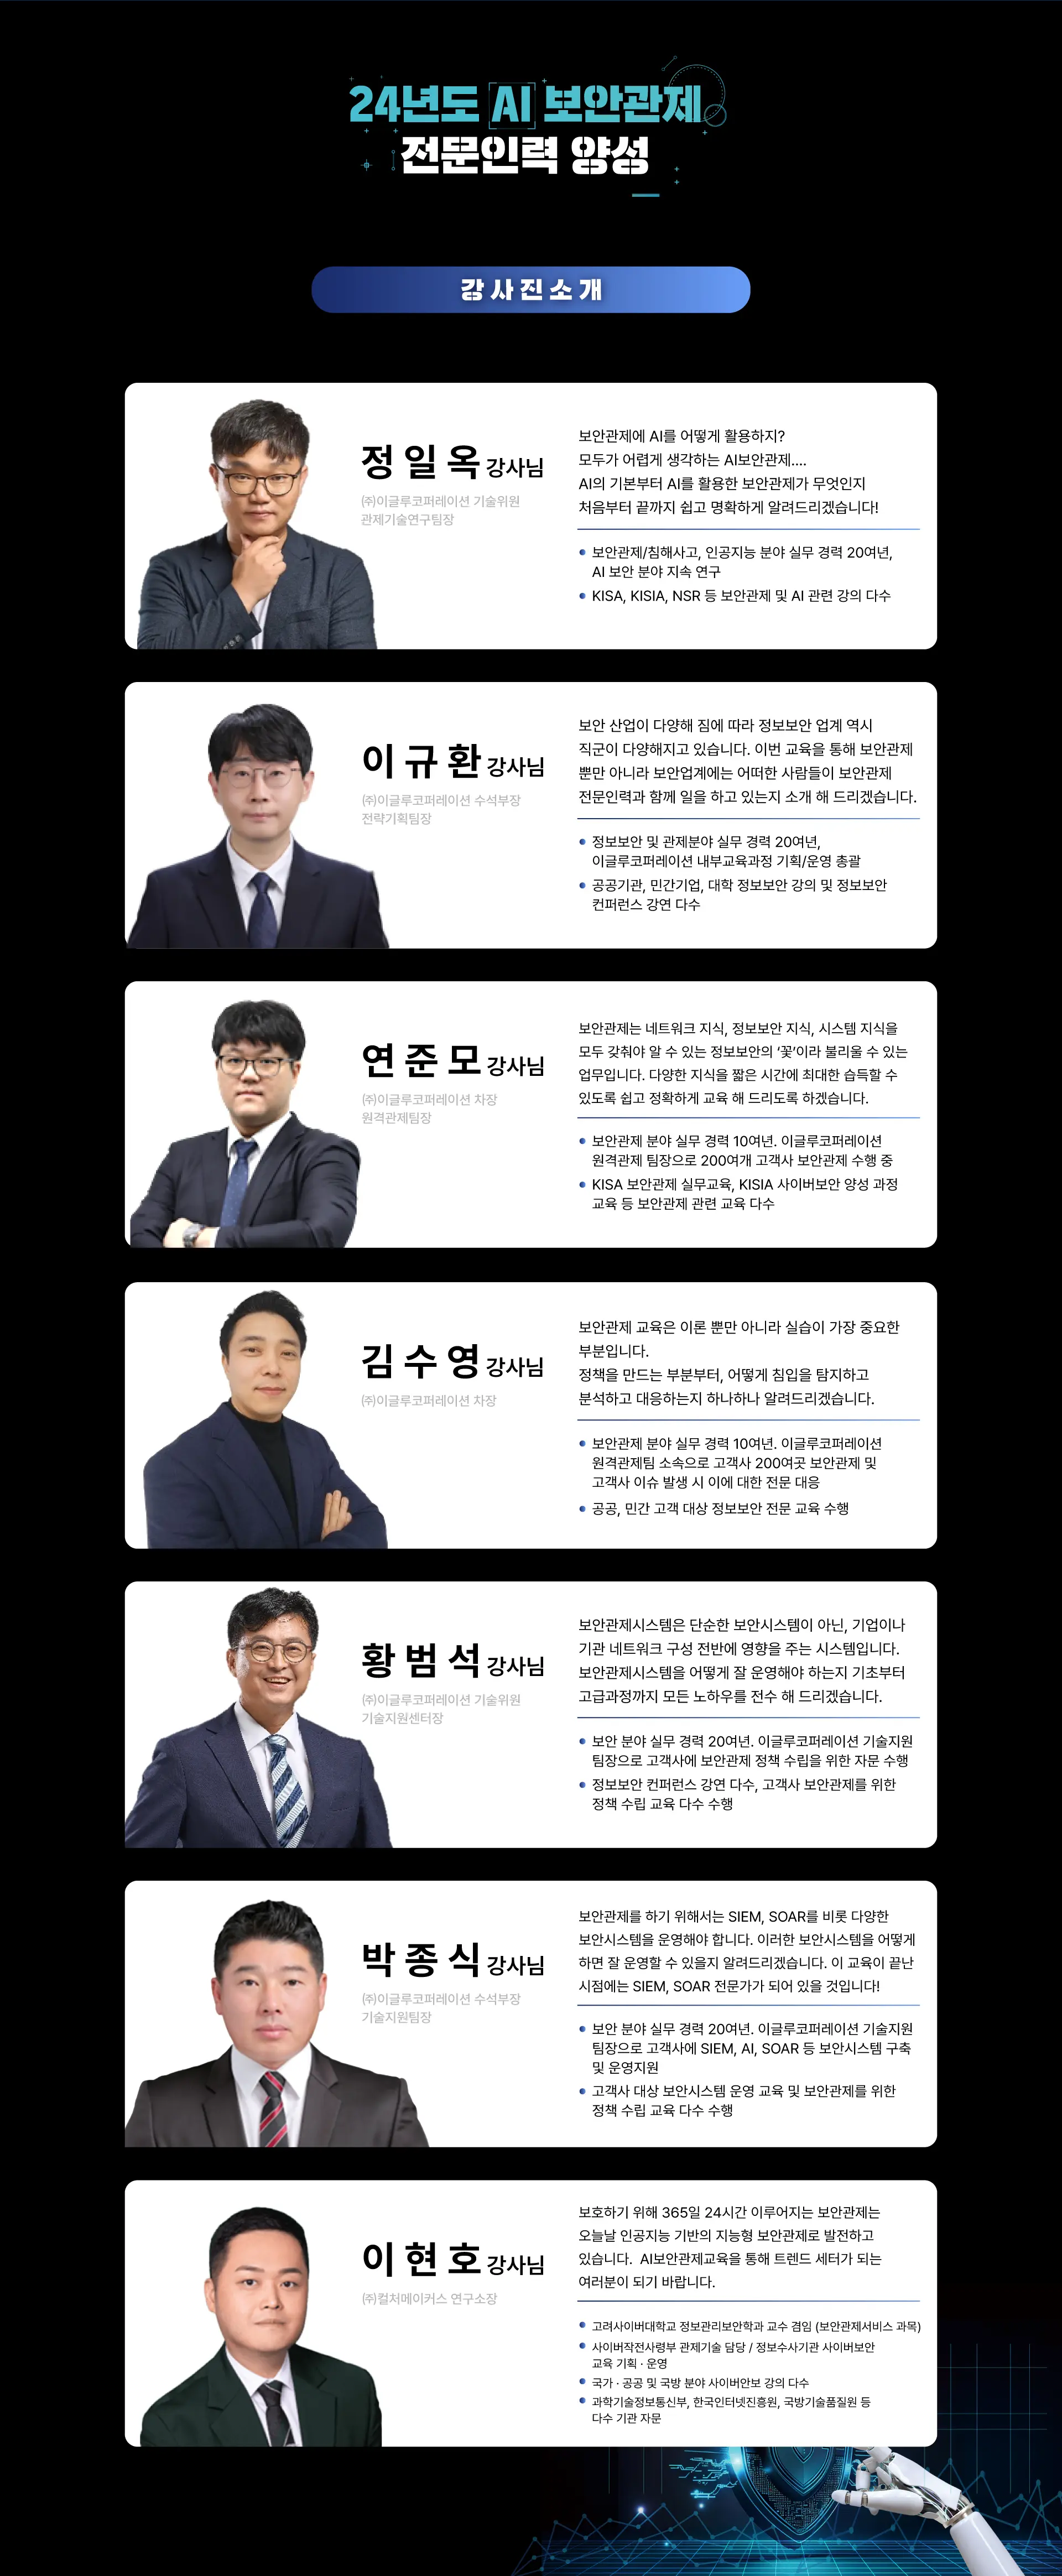 24년도 AI 보안관제
전문인력 양성
강사진소개
정일옥 강사님
㈜이글루코퍼레이션 기술위원
관제기술연구팀장
보안관제에 AI를 어떻게 활용하지?
모두가 어렵게 생각하는 AI보안관제....
AI의 기본부터 AI를 활용한 보안관제가 무엇인지
처음부터 끝까지 쉽고 명확하게 알려드리겠습니다!
보안관제/침해사고, 인공지능 분야 실무 경력 20여년,
AI 보안 분야 지속 연구
KISA, KISIA, NSR 등 보안관제 및 AI 관련 강의 다수
이규환 강사님
㈜이글루코퍼레이션 수석부장
전략기획팀장
보안 산업이 다양해 짐에 따라 정보보안 업계 역시
직군이 다양해지고 있습니다. 이번 교육을 통해 보안관제
뿐만 아니라 보안업계에는 어떠한 사람들이 보안관제
전문인력과 함께 일을 하고 있는지 소개 해 드리겠습니다.
정보보안 및 관제분야 실무 경력 20여년,
이글루코퍼레이션 내부교육과정 기획/운영 총괄
공공기관, 민간기업, 대학 정보보안 강의 및 정보보안
컨퍼런스 강연 다수
연준모 강사님
㈜이글루코퍼레이션 차장
원격관제팀장
보안관제는 네트워크 지식, 정보보안 지식, 시스템 지식을
모두 갖춰야 알 수 있는 정보보안의 ‘꽃’이라 불리울 수 있는
업무입니다. 다양한 지식을 짧은 시간에 최대한 습득할 수
있도록 쉽고 정확하게 교육 해 드리도록 하겠습니다.
보안관제 분야 실무 경력 10여년. 이글루코퍼레이션
원격관제 팀장으로 200여개 고객사 보안관제 수행 중
KISA 보안관제 실무교육, KISIA 사이버보안 양성 과정
교육 등 보안관제 관련 교육 다수
김수영 강사님
㈜이글루코퍼레이션 차장
보안관제 교육은 이론 뿐만 아니라 실습이 가장 중요한
부분입니다.
정책을 만드는 부분부터, 어떻게 침입을 탐지하고
분석하고 대응하는지 하나하나 알려드리겠습니다.
보안관제 분야 실무 경력 10여년. 이글루코퍼레이션
원격관제팀 소속으로 고객사 200여곳 보안관제 및
고객사 이슈 발생 시 이에 대한 전문 대응
공공, 민간 고객 대상 정보보안 전문 교육 수행
황범석 강사님
㈜이글루코퍼레이션 기술위원
기술지원센터장
보안관제시스템은 단순한 보안시스템이 아닌, 기업이나
기관 네트워크 구성 전반에 영향을 주는 시스템입니다.
보안관제시스템을 어떻게 잘 운영해야 하는지 기초부터
고급과정까지 모든 노하우를 전수 해 드리겠습니다.
보안 분야 실무 경력 20여년. 이글루코퍼레이션 기술지원
팀장으로 고객사에 보안관제 정책 수립을 위한 자문 수행
정보보안 컨퍼런스 강연 다수, 고객사 보안관제를 위한
정책 수립 교육 다수 수행
박종식 강사님
㈜이글루코퍼레이션 수석부장
기술지원팀장
보안관제를 하기 위해서는 SIEM, SOAR를 비롯 다양한
보안시스템을 운영해야 합니다. 이러한 보안시스템을 어떻게
하면 잘 운영할 수 있을지 알려드리겠습니다. 이 교육이 끝난
시점에는 SIEM, SOAR 전문가가 되어 있을 것입니다!
보안 분야 실무 경력 20여년. 이글루코퍼레이션 기술지원
팀장으로 고객사에 SIEM, AI, SOAR 등 보안시스템 구축
및 운영지원
고객사 대상 보안시스템 운영 교육 및 보안관제를 위한
정책 수립 교육 다수 수행
이현호 강사님
㈜컬처메이커스 연구소장
보호하기 위해 365일 24시간 이루어지는 보안관제는
오늘날 인공지능 기반의 지능형 보안관제로 발전하고
있습니다. AI보안관제교육을 통해 트렌드 세터가 되는
여러분이 되기 바랍니다.
고려사이버대학교 정보관리보안학과 교수 겸임 (보안관제서비스 과목)
사이버작전사령부 관제기술 담당 / 정보수사기관 사이버보안
교육 기획 · 운영
국가 · 공공 및 국방 분야 사이버안보 강의 다수
과학기술정보통신부, 한국인터넷진흥원, 국방기술품질원 등
다수 기관 자문